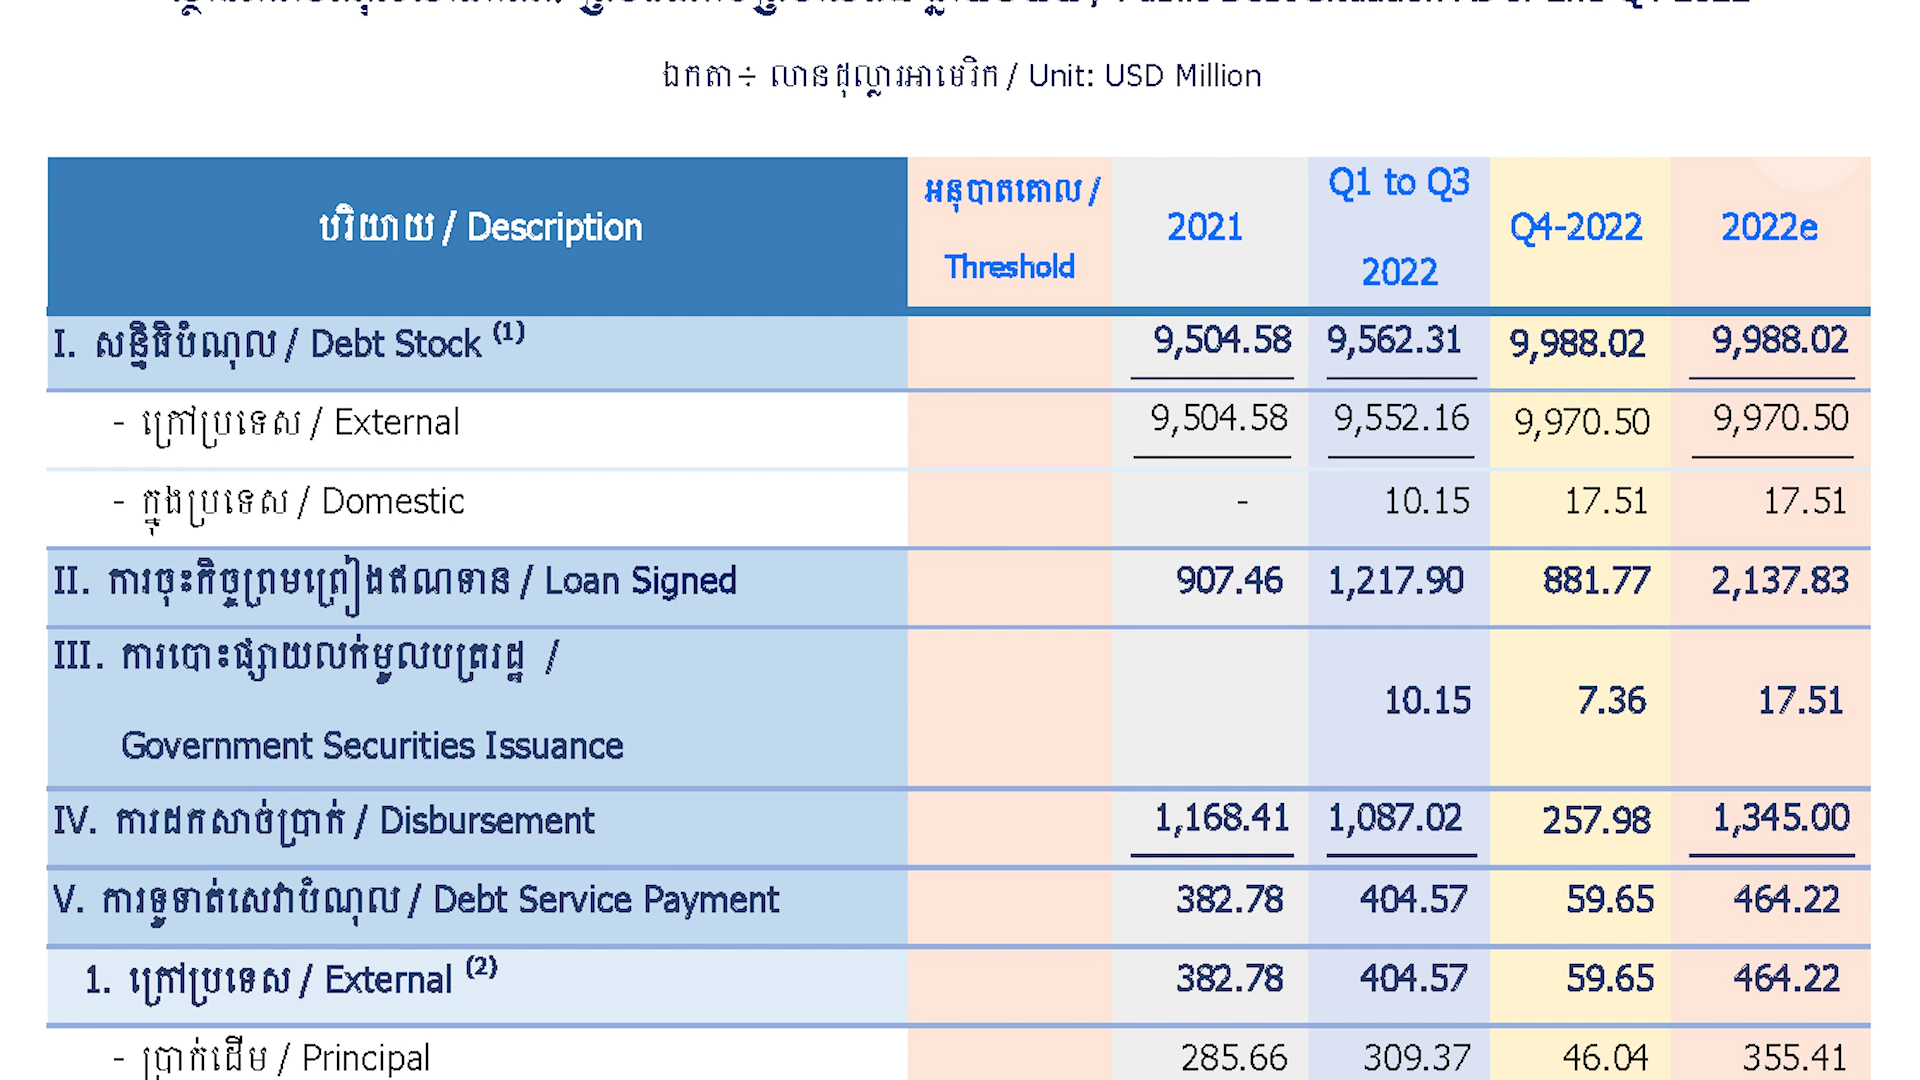 ឯកតា÷ លានដុល្លារអាមេរិក / Unit: USD Million
បរិយាយ / Description
អនុបាតគោល /
Threshold
2021
Q1 to Q3
2022
Q4-2022
2022e
I. សន្និធិបំណុល / Debt Stock (1) 9,504.58 9,562.31 9,988.02 9,988.02
- ក្រៅប្រទេស / External 9,504.58 9,552.16 9,970.50 9,970.50
- ក្នុងប្រទេស / Domestic - 10.15 17.51 17.51
II. ការចុះកិច្ចព្រមព្រៀងឥណទាន / Loan Signed 907.46 1,217.90 881.77 2,137.83
III. ការបោះផ្សាយលក់មូលបត្ររដ្ឋ /
Government Securities Issuance 10.15 7.36 17.51
IV. ការដកសាច់ប្រាក់ / Disbursement 1,168.41 1,087.02 257.98 1,345.00
V. ការទូទាត់សេវាបំណុល / Debt Service Payment 382.78 404.57 59.65 464.22
1. ក្រៅប្រទេស / External (2) 382.78 404.57 59.65 464.22
- ប្រាក់ដើម / Principal 285.66 309.37 46.04 355.41